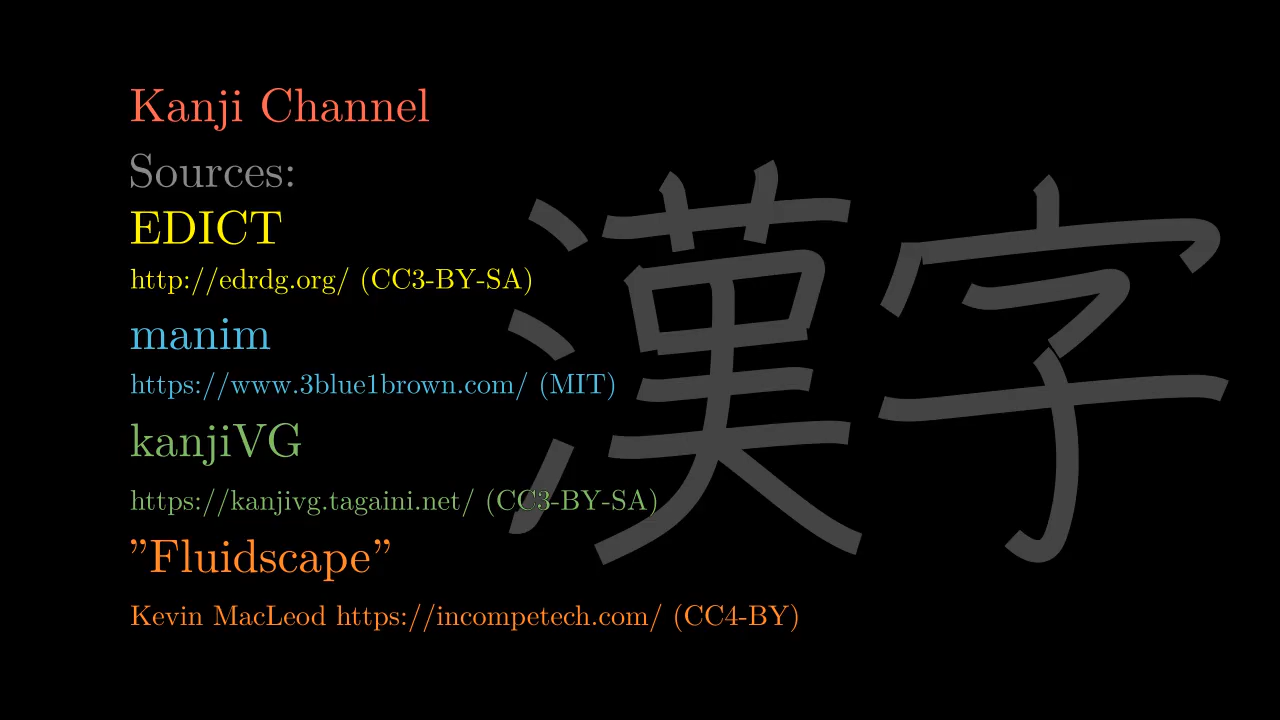 Kanji Channel
Sources:
EDICT
http://edrdg.org/ (CC3-BY-SA)
manim
https://www.3blue1brown.com/ (MIT)
kanjiVG
https://kanjivg.tagaini.net/ (CC3-BY-SA)
”Fluidscape”
Kevin MacLeod https://incompetech.com/ (CC4-BY)
漢字